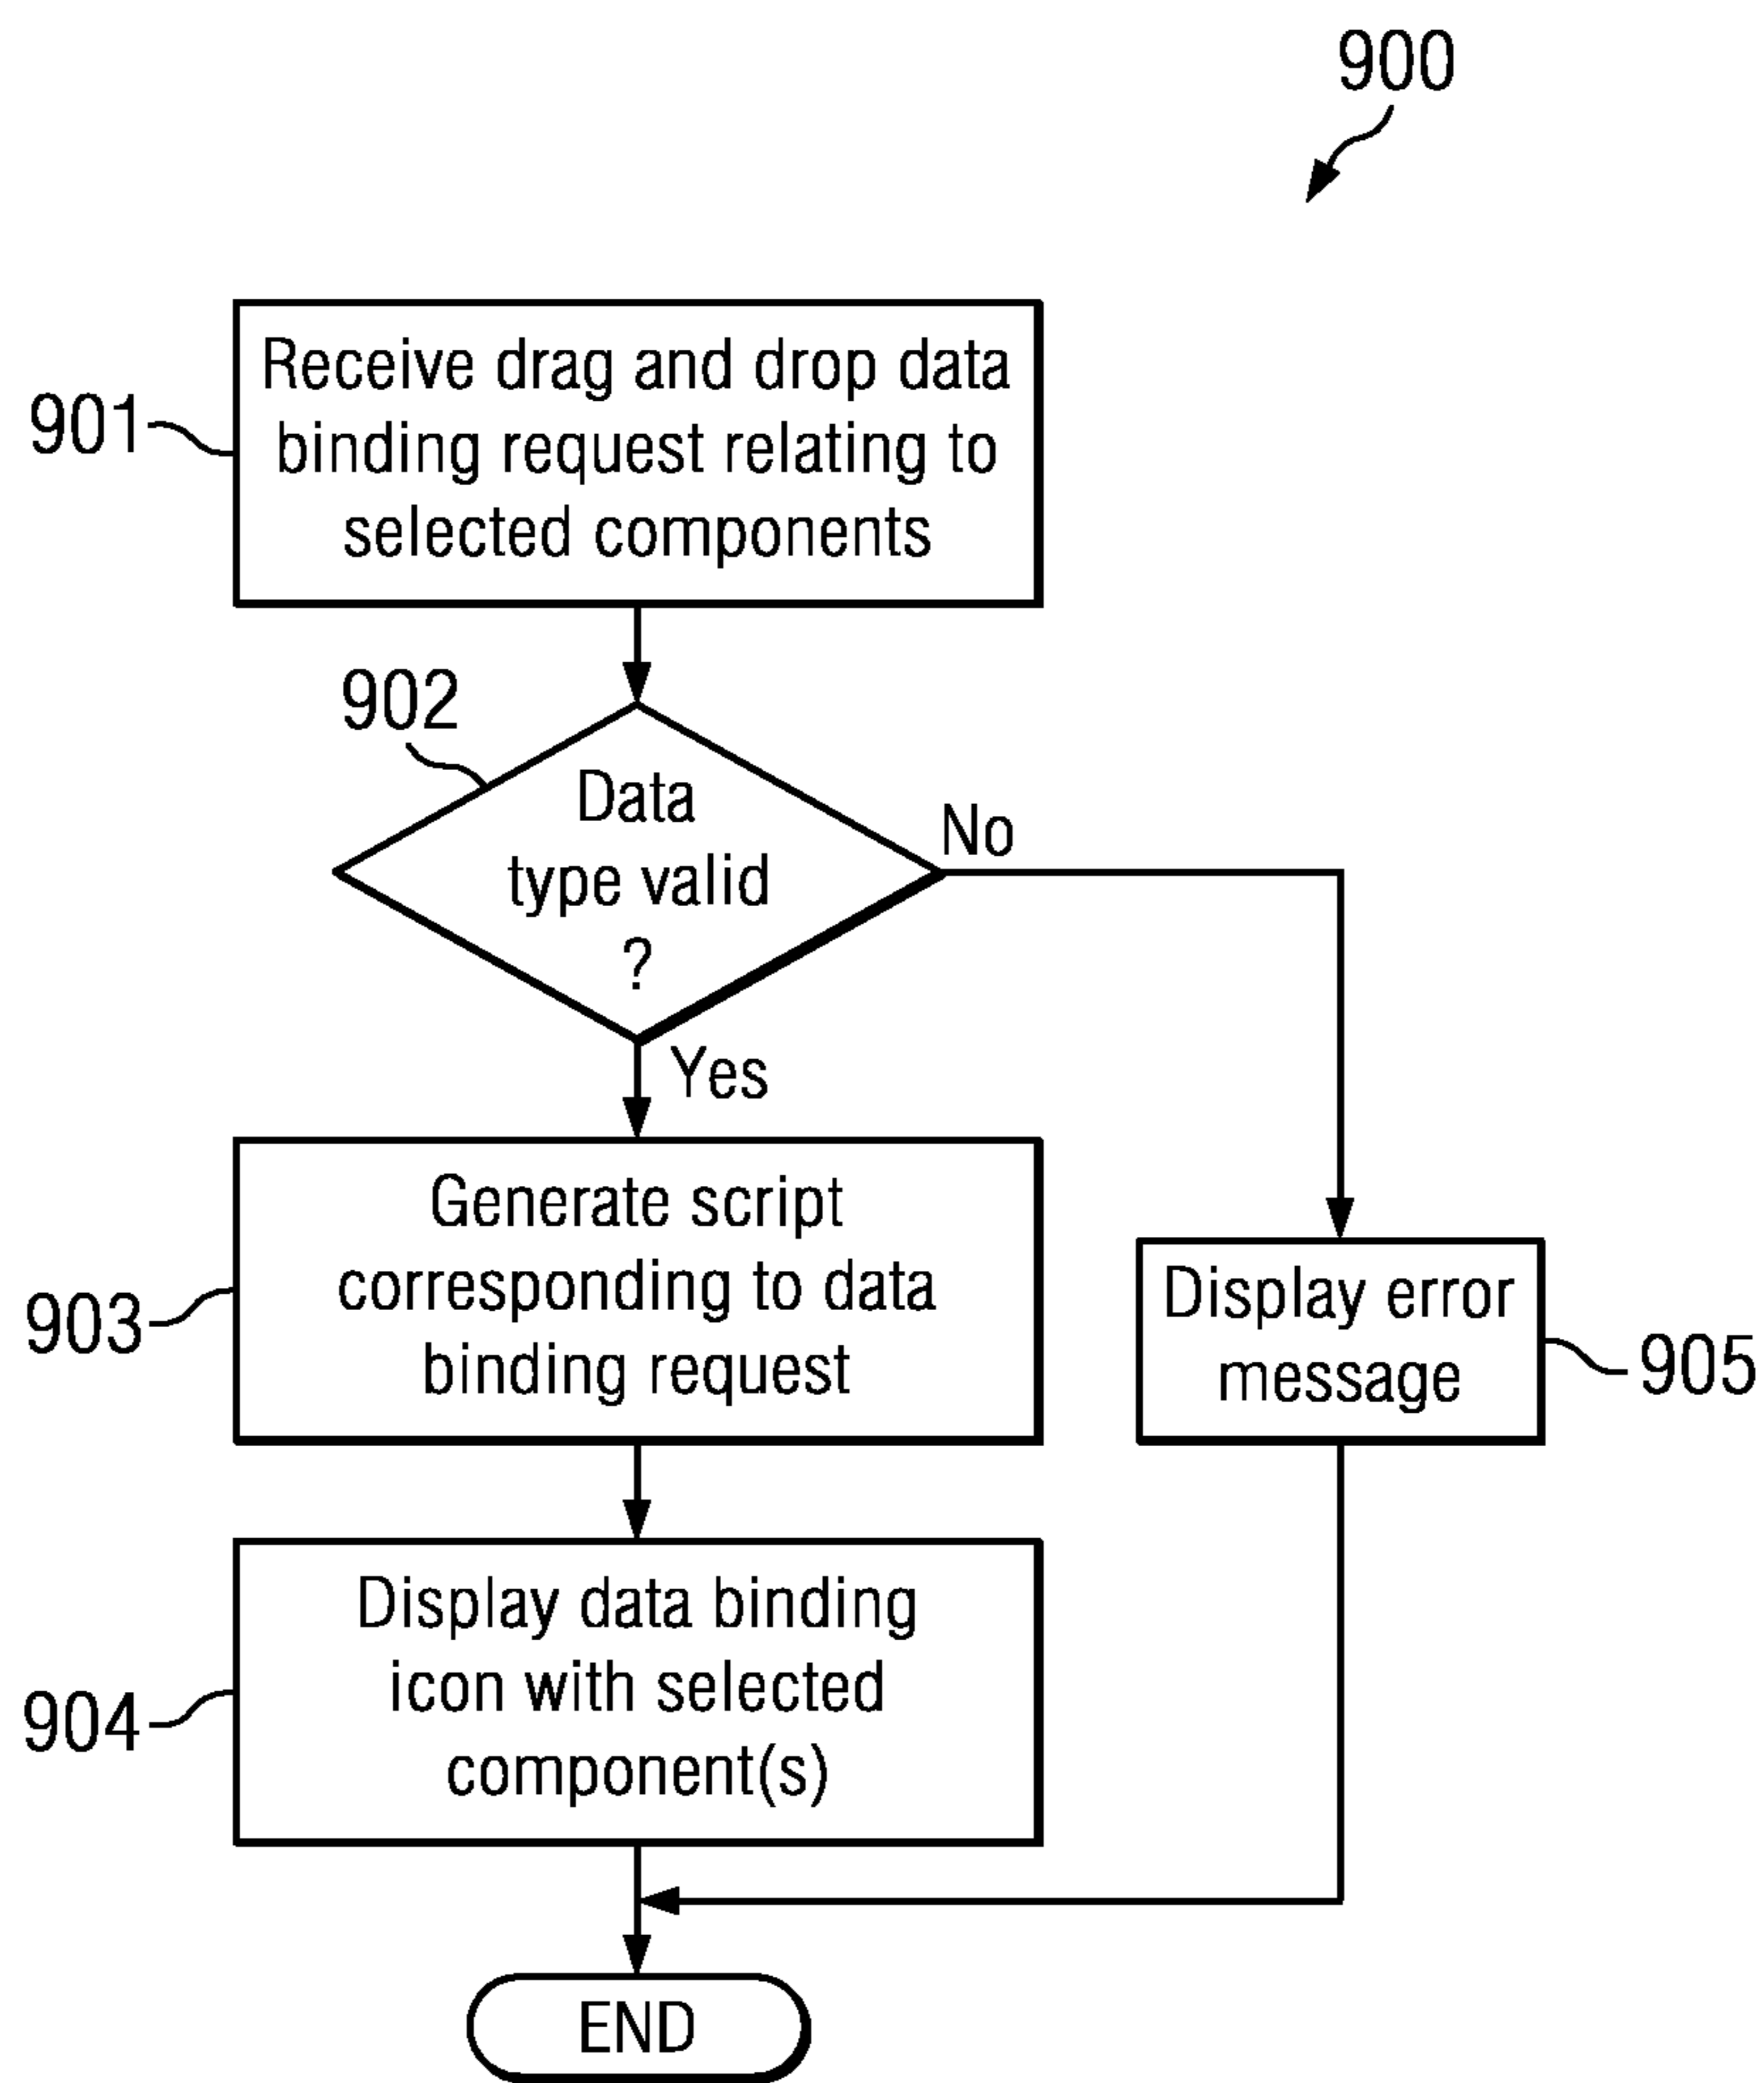 900
901
Receive drag and drop data
binding request relating to
selected components
902
Data
type valid
?
No
Yes
903
Generate script
corresponding to data
binding request
Display error
message
905
904
Display data binding
icon with selected
component(s)
END